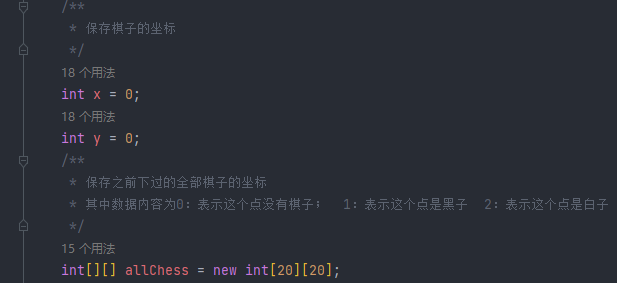 /**
 * 保存棋子的坐标
 */
18 个用法
int x = 0;
18 个用法
int y = 0;
/**
 * 保存之前下过的全部棋子的坐标
 * 其中数据内容为0：表示这个点没有棋子；  1：表示这个点是黑子  2：表示这个点是白子
 */
15 个用法
int[][] allChess = new int[20][20];